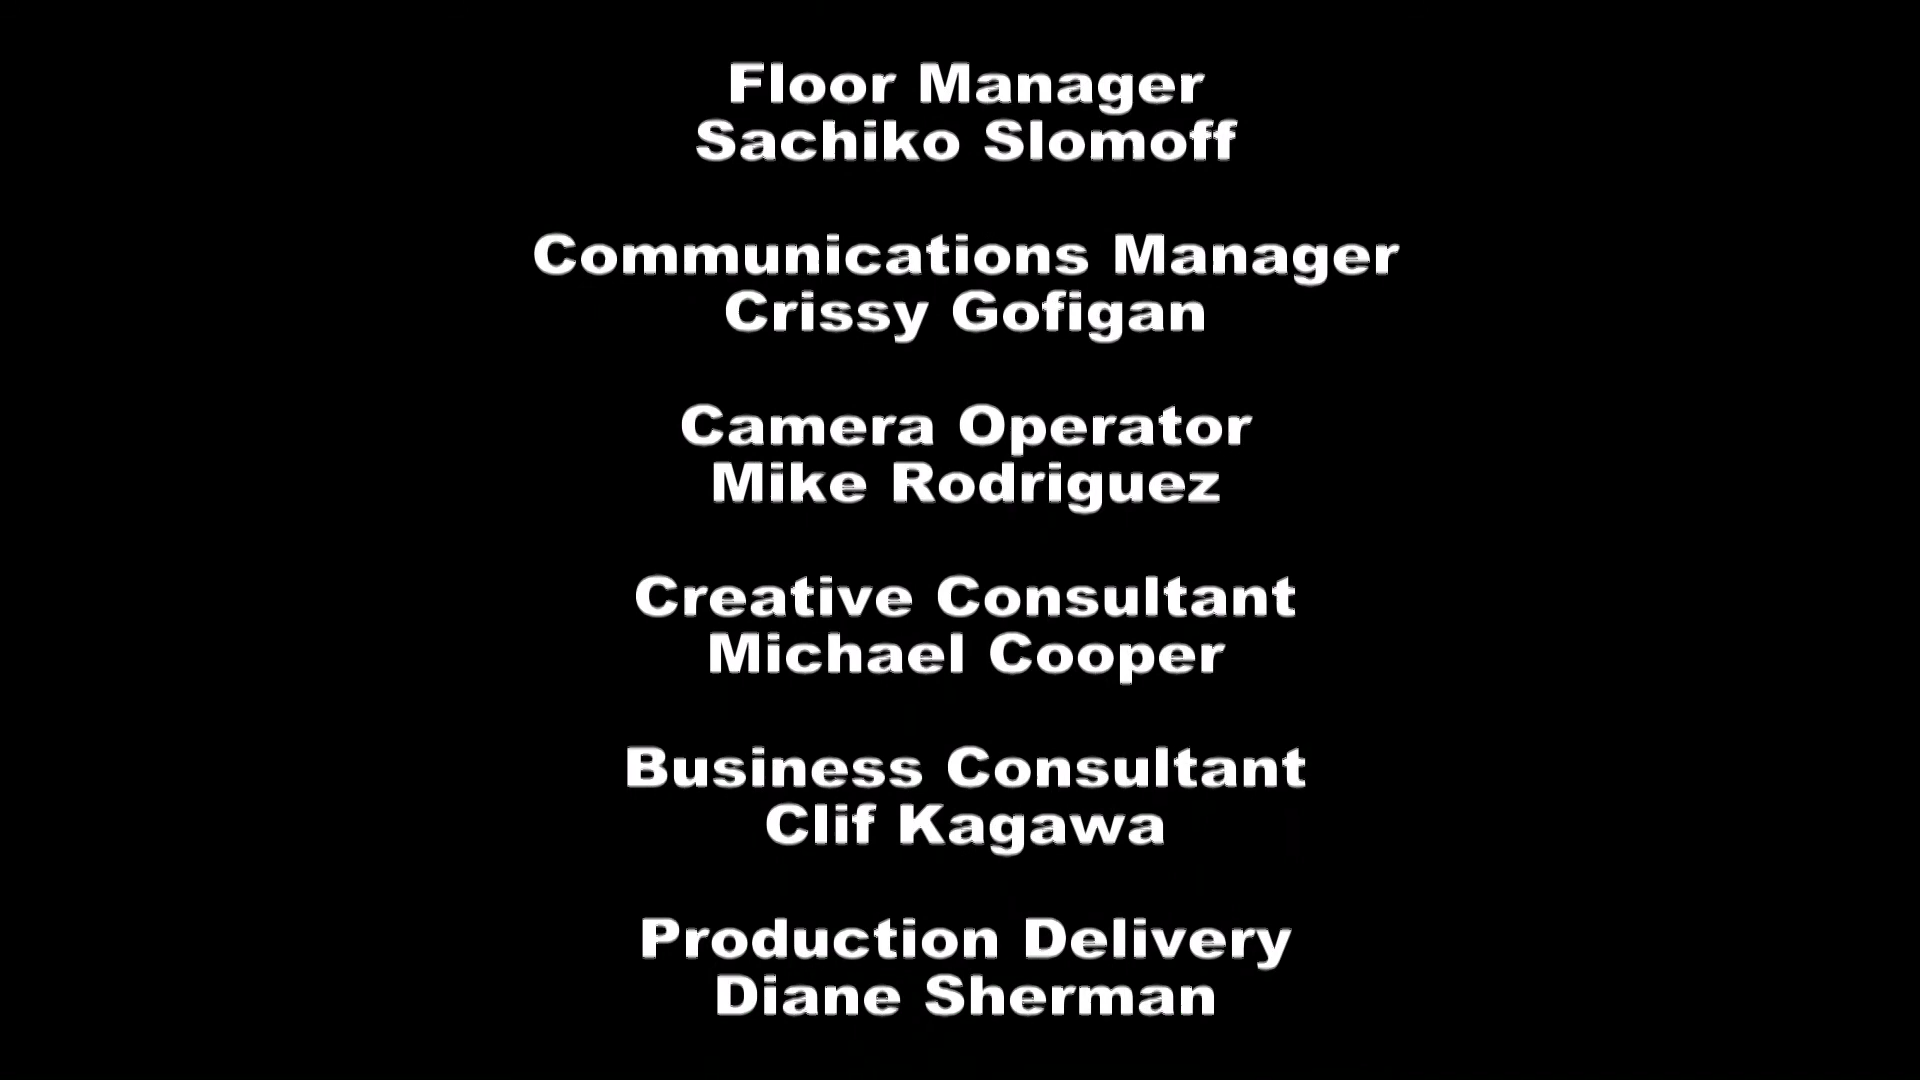 Floor Manager
Sachiko Slomoff
Communications Manager
Crissy Gofigan
Camera Operator
Mike Rodriguez
Creative Consultant
Michael Cooper
Business Consultant
Clif Kagawa
Production Delivery
Diane Sherman